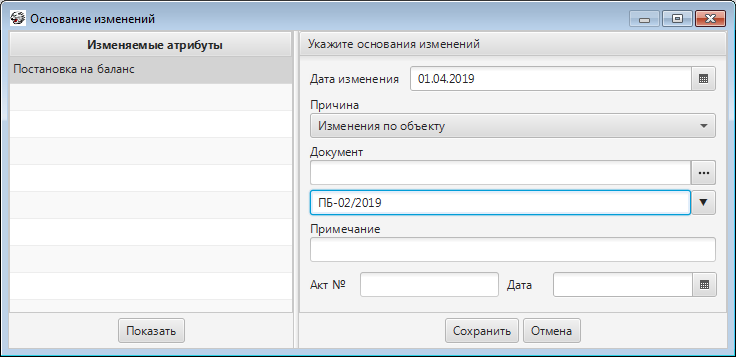 Основание изменений
Изменяемые атрибуты
Постановка на баланс
Показать
Укажите основания изменений
Дата изменения 01.04.2019
Причина
Изменения по объекту
Документ
...
ПБ-02/2019
Примечание
Акт № Дата
Сохранить Отмена